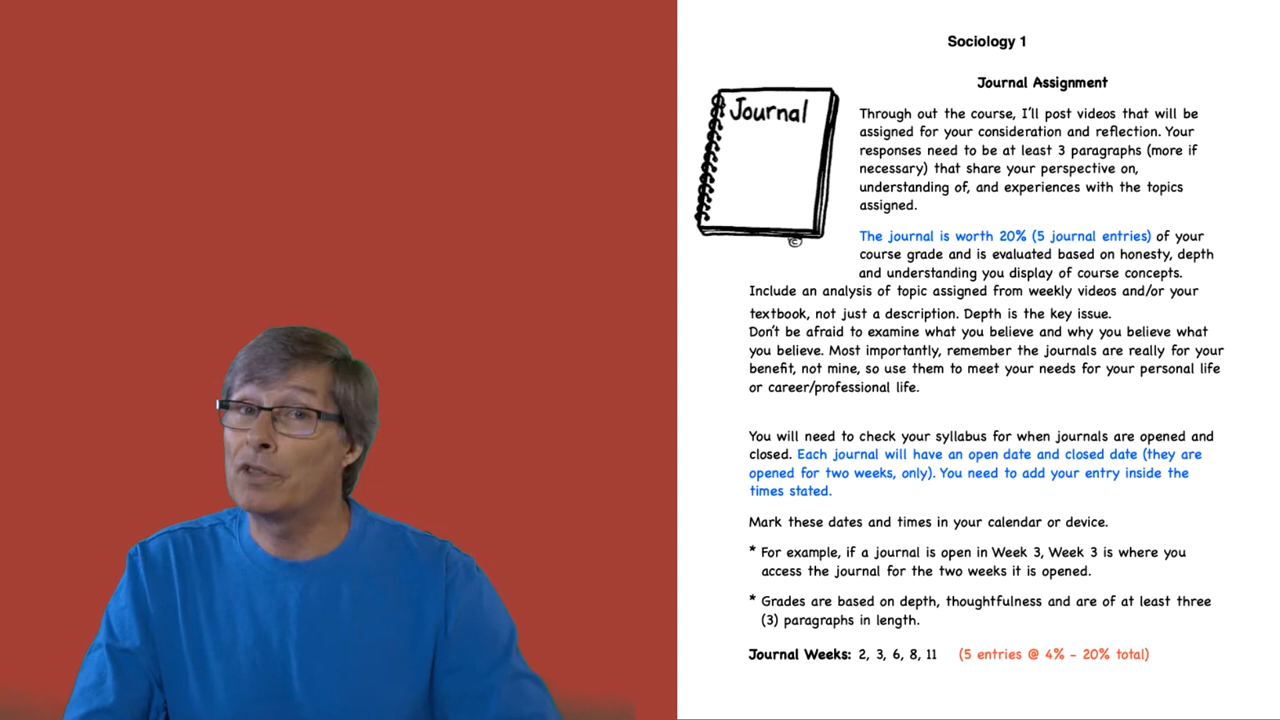 Sociology 1
Journal Assignment
Journal
Through out the course, I'll post videos that will be
assigned for your consideration and reflection. Your
responses need to be at least 3 paragraphs (more if
necessary) that share your perspective on,
understanding of, and experiences with the topics
assigned.
The journal is worth 20% (5 journal entries) of your
course grade and is evaluated based on honesty, depth
and understanding you display of course concepts.
Include an analysis of topic assigned from weekly videos and/or your
textbook, not just a description. Depth is the key issue.
Don't be afraid to examine what you believe and why you believe what
you believe. Most importantly, remember the journals are really for your
benefit, not mine, so use them to meet your needs for your personal life
or career/professional life.
You will need to check your syllabus for when journals are opened and
closed. Each journal will have an open date and closed date (they are
opened for two weeks, only). You need to add your entry inside the
times stated.
Mark these dates and times in your calendar or device.
* For example, if a journal is open in Week 3, Week 3 is where you
access the journal for the two weeks it is opened.
* Grades are based on depth, thoughtfulness and are of at least three
(3) paragraphs in length.
Journal Weeks: 2, 3, 6, 8, 11 (5 entries @ 4% - 20% total)